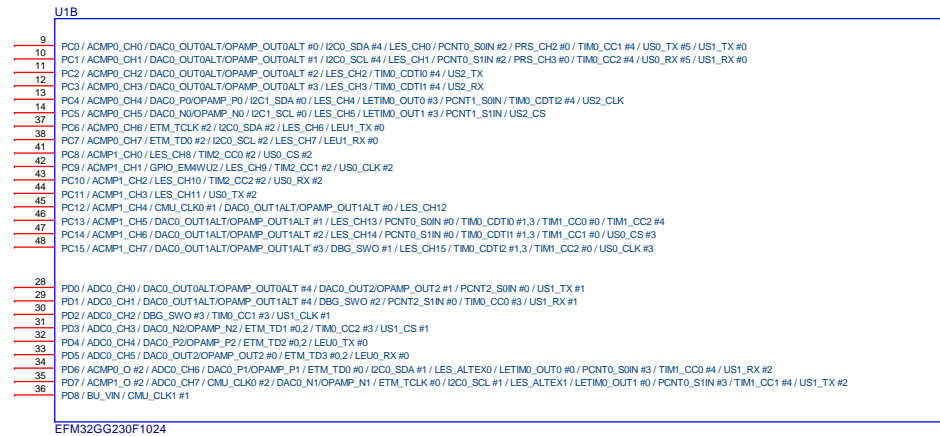 U1B
9 PC0 / ACMP0_CH0 / DAC0_OUT0ALT/OPAMP_OUT0ALT #0 / I2C0_SDA #4 / LES_CH0 / PCNT0_S0IN #2 / PRS_CH2 #0 / TIM0_CC1 #4 / US0_TX #5 / US1_TX #0
10 PC1 / ACMP0_CH1 / DAC0_OUT0ALT/OPAMP_OUT0ALT #1 / I2C0_SCL #4 / LES_CH1 / PCNT0_S1IN #2 / PRS_CH3 #0 / TIM0_CC2 #4 / US0_RX #5 / US1_RX #0
11 PC2 / ACMP0_CH2 / DAC0_OUT0ALT/OPAMP_OUT0ALT #2 / LES_CH2 / TIM0_CDTI0 #4 / US2_TX
12 PC3 / ACMP0_CH3 / DAC0_OUT0ALT/OPAMP_OUT0ALT #3 / LES_CH3 / TIM0_CDTI1 #4 / US2_RX
13 PC4 / ACMP0_CH4 / DAC0_P0/OPAMP_P0 / I2C1_SDA #0 / LES_CH4 / LETIM0_OUT0 #3 / PCNT1_S0IN / TIM0_CDTI2 #4 / US2_CLK
14 PC5 / ACMP0_CH5 / DAC0_N0/OPAMP_N0 / I2C1_SCL #0 / LES_CH5 / LETIM0_OUT1 #3 / PCNT1_S1IN / US2_CS
37 PC6 / ACMP0_CH6 / ETM_TCLK #2 / I2C0_SDA #2 / LES_CH6 / LEU1_TX #0
38 PC7 / ACMP0_CH7 / ETM_TD0 #2 / I2C0_SCL #2 / LES_CH7 / LEU1_RX #0
41 PC8 / ACMP1_CH0 / LES_CH8 / TIM2_CC0 #2 / US0_CS #2
42 PC9 / ACMP1_CH1 / GPIO_EM4WU2 / LES_CH9 / TIM2_CC1 #2 / US0_CLK #2
43 PC10 / ACMP1_CH2 / LES_CH10 / TIM2_CC2 #2 / US0_RX #2
44 PC11 / ACMP1_CH3 / LES_CH11 / US0_TX #2
45 PC12 / ACMP1_CH4 / CMU_CLK0 #1 / DAC0_OUT1ALT/OPAMP_OUT1ALT #0 / LES_CH12
46 PC13 / ACMP1_CH5 / DAC0_OUT1ALT/OPAMP_OUT1ALT #1 / LES_CH13 / PCNT0_S0IN #0 / TIM0_CDTI0 #1,3 / TIM1_CC0 #0 / TIM1_CC2 #4
47 PC14 / ACMP1_CH6 / DAC0_OUT1ALT/OPAMP_OUT1ALT #2 / LES_CH14 / PCNT0_S1IN #0 / TIM0_CDTI1 #1,3 / TIM1_CC1 #0 / US0_CS #3
48 PC15 / ACMP1_CH7 / DAC0_OUT1ALT/OPAMP_OUT1ALT #3 / DBG_SWO #1 / LES_CH15 / TIM0_CDTI2 #1,3 / TIM1_CC2 #0 / US0_CLK #3
28 PD0 / ADC0_CH0 / DAC0_OUT0ALT/OPAMP_OUT0ALT #4 / DAC0_OUT2/OPAMP_OUT2 #1 / PCNT2_S0IN #0 / US1_TX #1
29 PD1 / ADC0_CH1 / DAC0_OUT1ALT/OPAMP_OUT1ALT #4 / DBG_SWO #2 / PCNT2_S1IN #0 / TIM0_CC0 #3 / US1_RX #1
30 PD2 / ADC0_CH2 / DBG_SWO #3 / TIM0_CC1 #3 / US1_CLK #1
31 PD3 / ADC0_CH3 / DAC0_N2/OPAMP_N2 / ETM_TD1 #0,2 / TIM0_CC2 #3 / US1_CS #1
32 PD4 / ADC0_CH4 / DAC0_P2/OPAMP_P2 / ETM_TD2 #0,2 / LEU0_TX #0
33 PD5 / ADC0_CH5 / DAC0_OUT2/OPAMP_OUT2 #0 / ETM_TD3 #0,2 / LEU0_RX #0
34 PD6 / ACMP0_O #2 / ADC0_CH6 / DAC0_P1/OPAMP_P1 / ETM_TD0 #0 / I2C0_SDA #1 / LES_ALTEX0 / LETIM0_OUT0 #0 / PCNT0_S0IN #3 / TIM1_CC0 #4 / US1_RX #2
35 PD7 / ACMP1_O #2 / ADC0_CH7 / CMU_CLK0 #2 / DAC0_N1/OPAMP_N1 / ETM_TCLK #0 / I2C0_SCL #1 / LES_ALTEX1 / LETIM0_OUT1 #0 / PCNT0_S1IN #3 / TIM1_CC1 #4 / US1_TX #2
36 PD8 / BU_VIN / CMU_CLK1 #1
EFM32GG230F1024